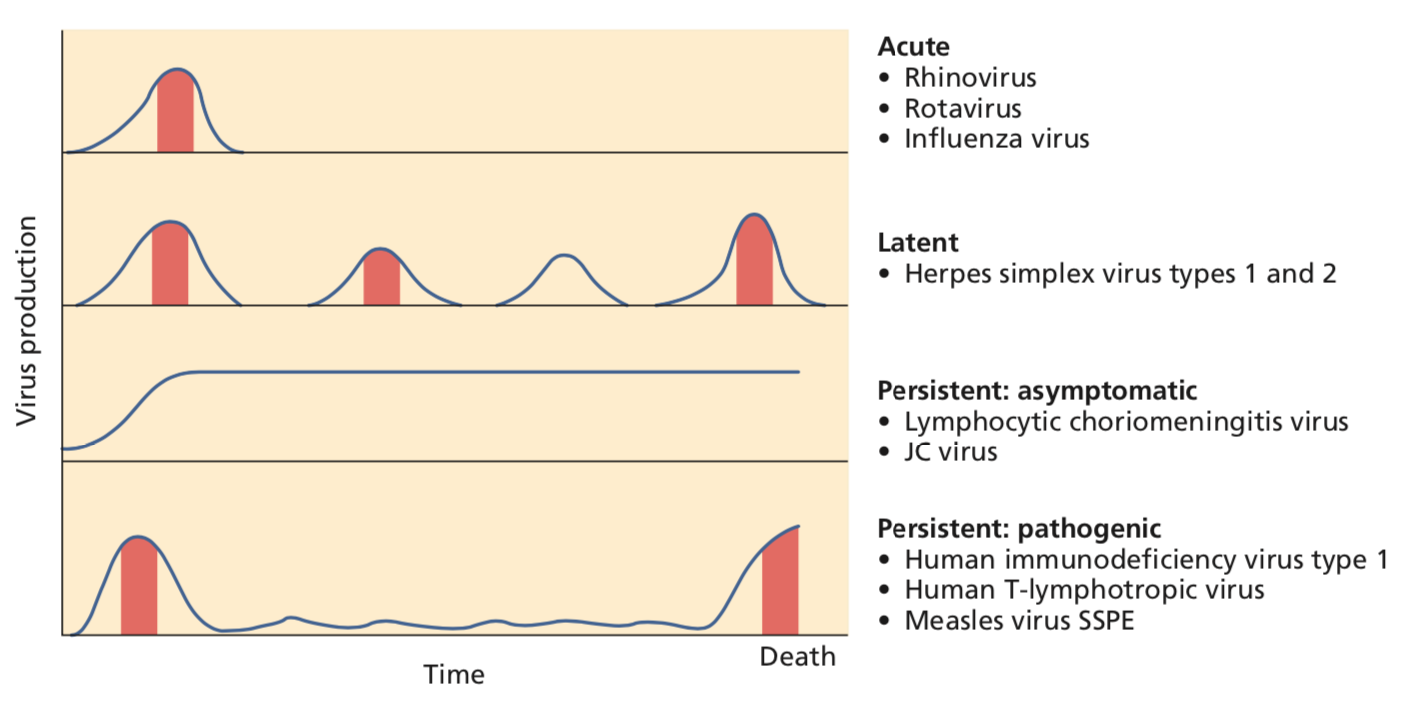 Virus production
Acute
• Rhinovirus
• Rotavirus
• Influenza virus
Latent
• Herpes simplex virus types 1 and 2
Persistent: asymptomatic
• Lymphocytic choriomeningitis virus
• JC virus
Persistent: pathogenic
• Human immunodeficiency virus type 1
• Human T-lymphotropic virus
• Measles virus SSPE
Death
Time